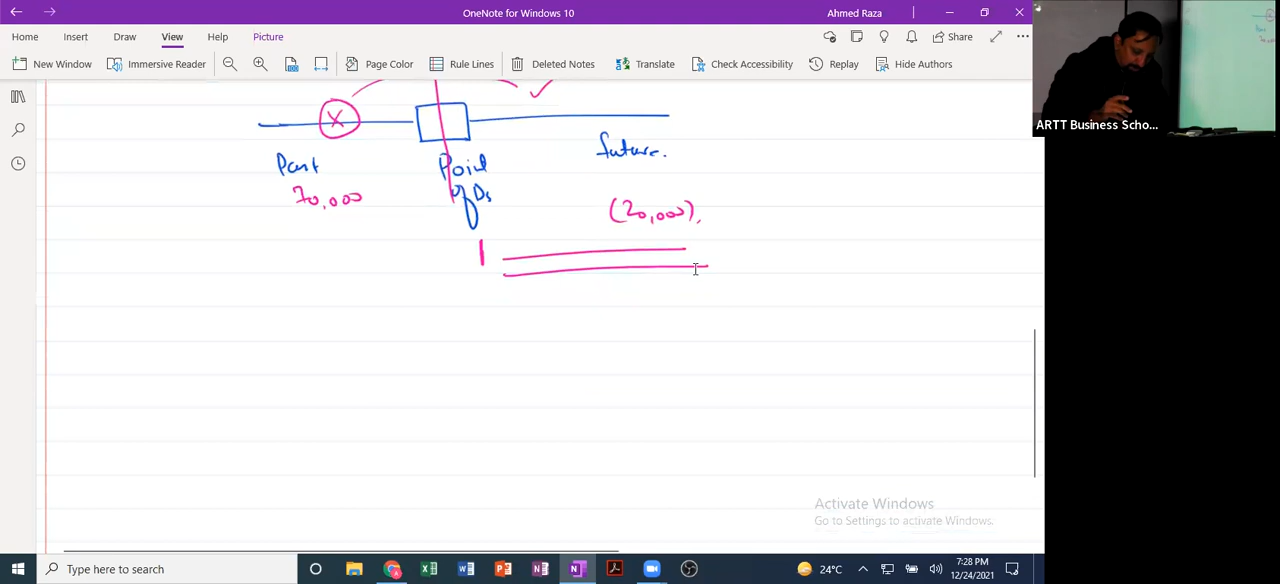 OneNote for Windows 10
Ahmed Raza
Home Insert Draw View Help Picture
Share
New Window Immersive Reader Page Color Rule Lines Deleted Notes Translate Check Accessibility Replay Hide Authors
ARTT Business Scho...
Past Point of Ds future.
70,000 (20,000).
Activate Windows
Go to Settings to activate Windows.
Type here to search
24°C
7:28 PM
12/24/2021